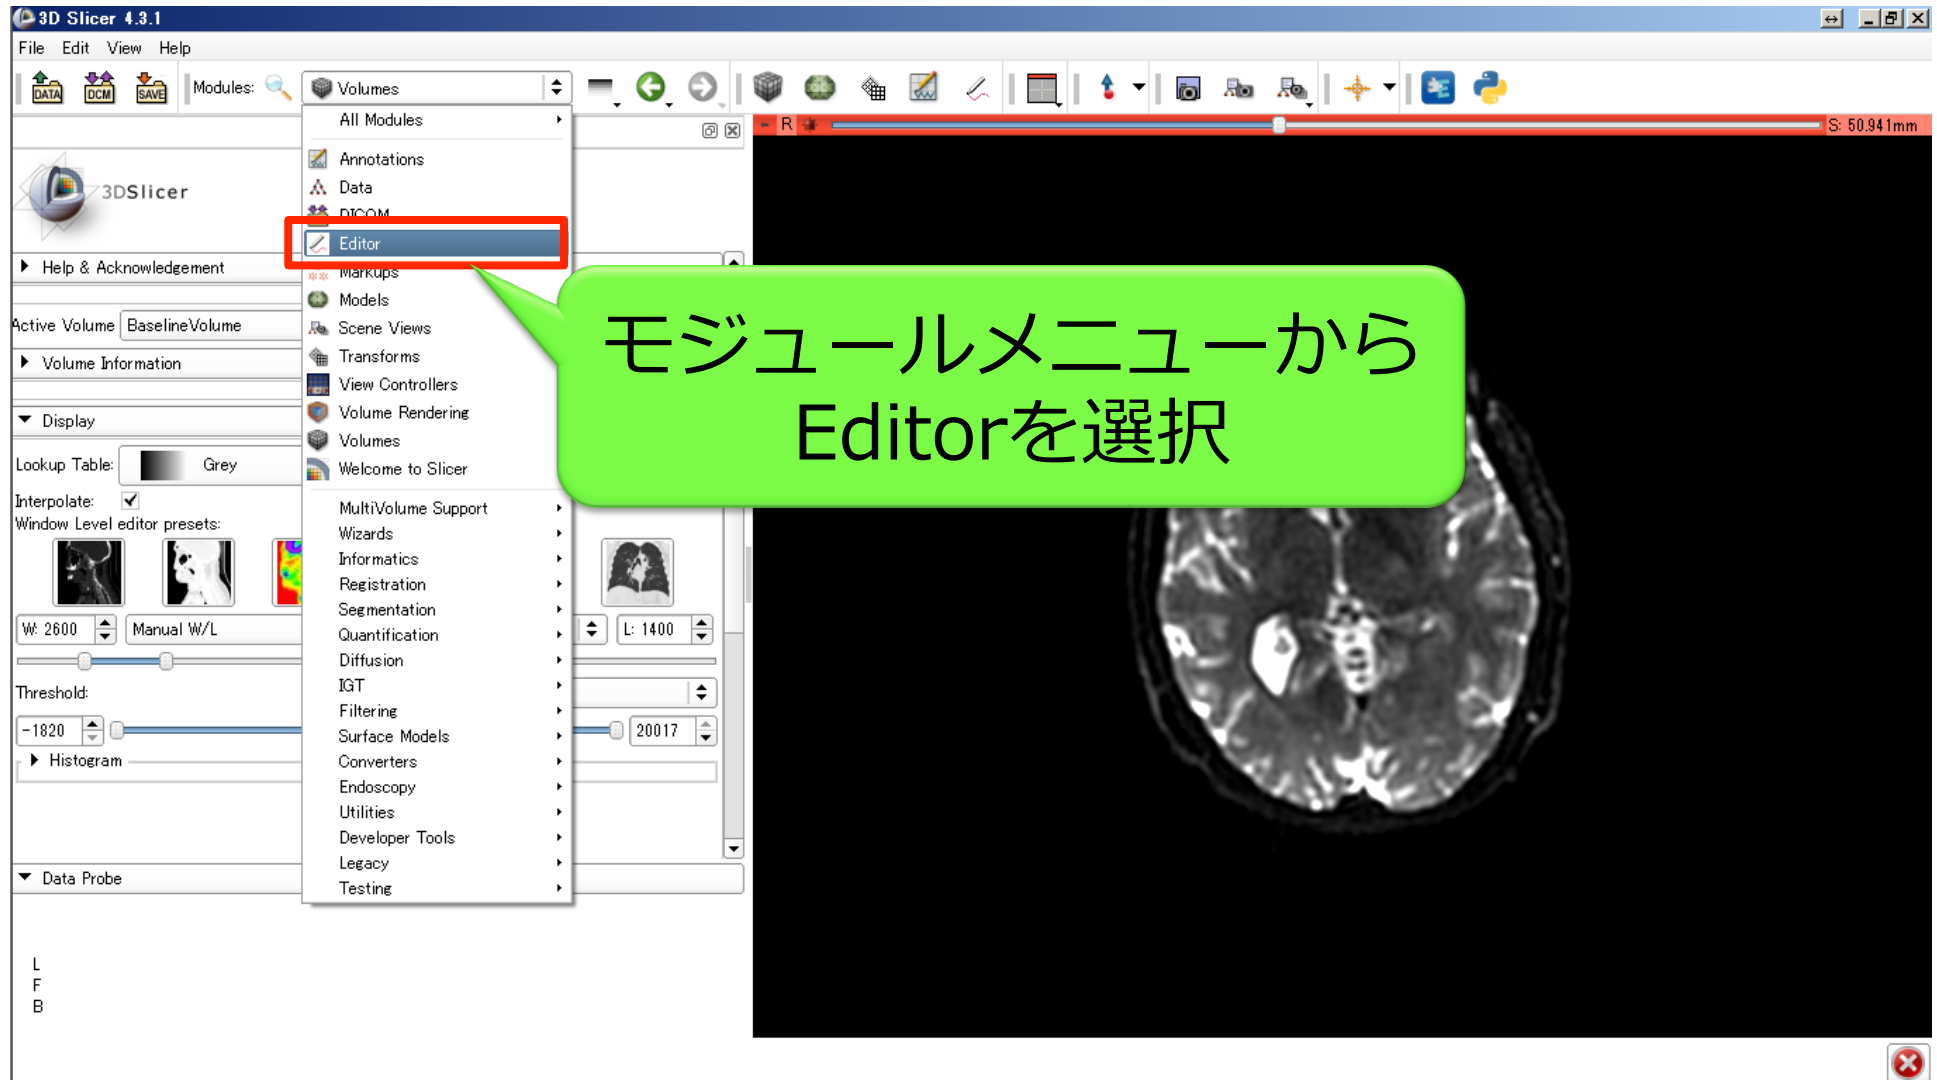 3D Slicer 4.3.1
File Edit View Help
DATA DCM SAVE Modules: Volumes
All Modules
Annotations
Data
DICOM
Editor
Markups
Models
Scene Views
Transforms
View Controllers
Volume Rendering
Volumes
Welcome to Slicer
MultiVolume Support
Wizards
Informatics
Registration
Segmentation
Quantification
Diffusion
IGT
Filtering
Surface Models
Converters
Endoscopy
Utilities
Developer Tools
Legacy
Testing
3DSlicer
Help & Acknowledgement
Active Volume BaselineVolume
Volume Information
Display
Lookup Table: Grey
Interpolate:
Window Level editor presets:
W: 2600 Manual W/L L: 1400
Threshold:
-1820 20017
Histogram
Data Probe
L
F
B
R S: 50.941mm
モジュールメニューから
Editorを選択